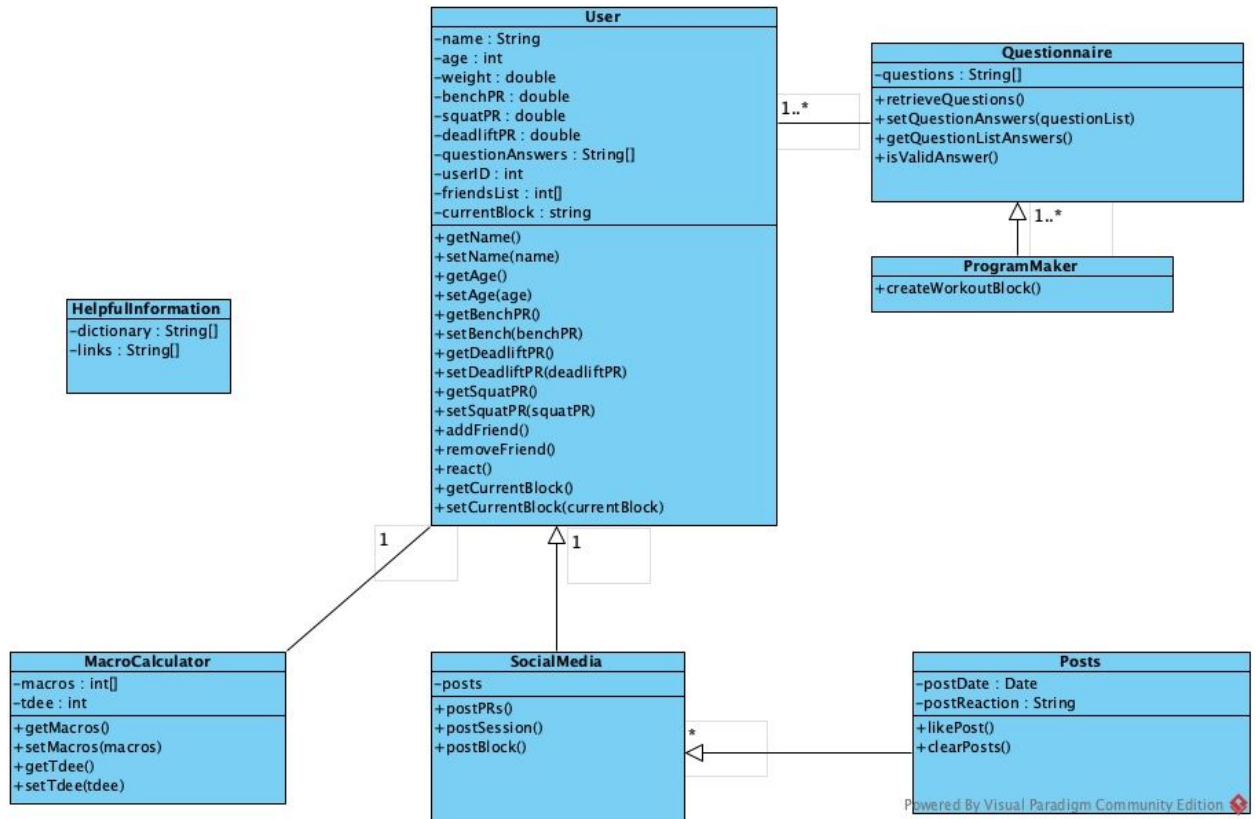 User
-name : String
-age : int
-weight : double
-benchPR : double
-squatPR : double
-deadliftPR : double
-questionAnswers : String[]
-userID : int
-friendsList : int[]
-currentBlock : string
+getName()
+setName(name)
+getAge()
+setAge(age)
+getBenchPR()
+setBench(benchPR)
+getDeadliftPR()
+setDeadliftPR(deadliftPR)
+getSquatPR()
+setSquatPR(squatPR)
+addFriend()
+removeFriend()
+react()
+getCurrentBlock()
+setCurrentBlock(currentBlock)
1..*
Questionnaire
-questions : String[]
+retrieveQuestions()
+setQuestionAnswers(questionList)
+getQuestionListAnswers()
+isValidAnswer()
1..*
ProgramMaker
+createWorkoutBlock()
HelpfulInformation
-dictionary : String[]
-links : String[]
1
1
MacroCalculator
-macros : int[]
-tdee : int
+getMacros()
+setMacros(macros)
+getTdee()
+setTdee(tdee)
SocialMedia
-posts
+postPRs()
+postSession()
+postBlock()
*
Posts
-postDate : Date
-postReaction : String
+likePost()
+clearPosts()
Powered By Visual Paradigm Community Edition